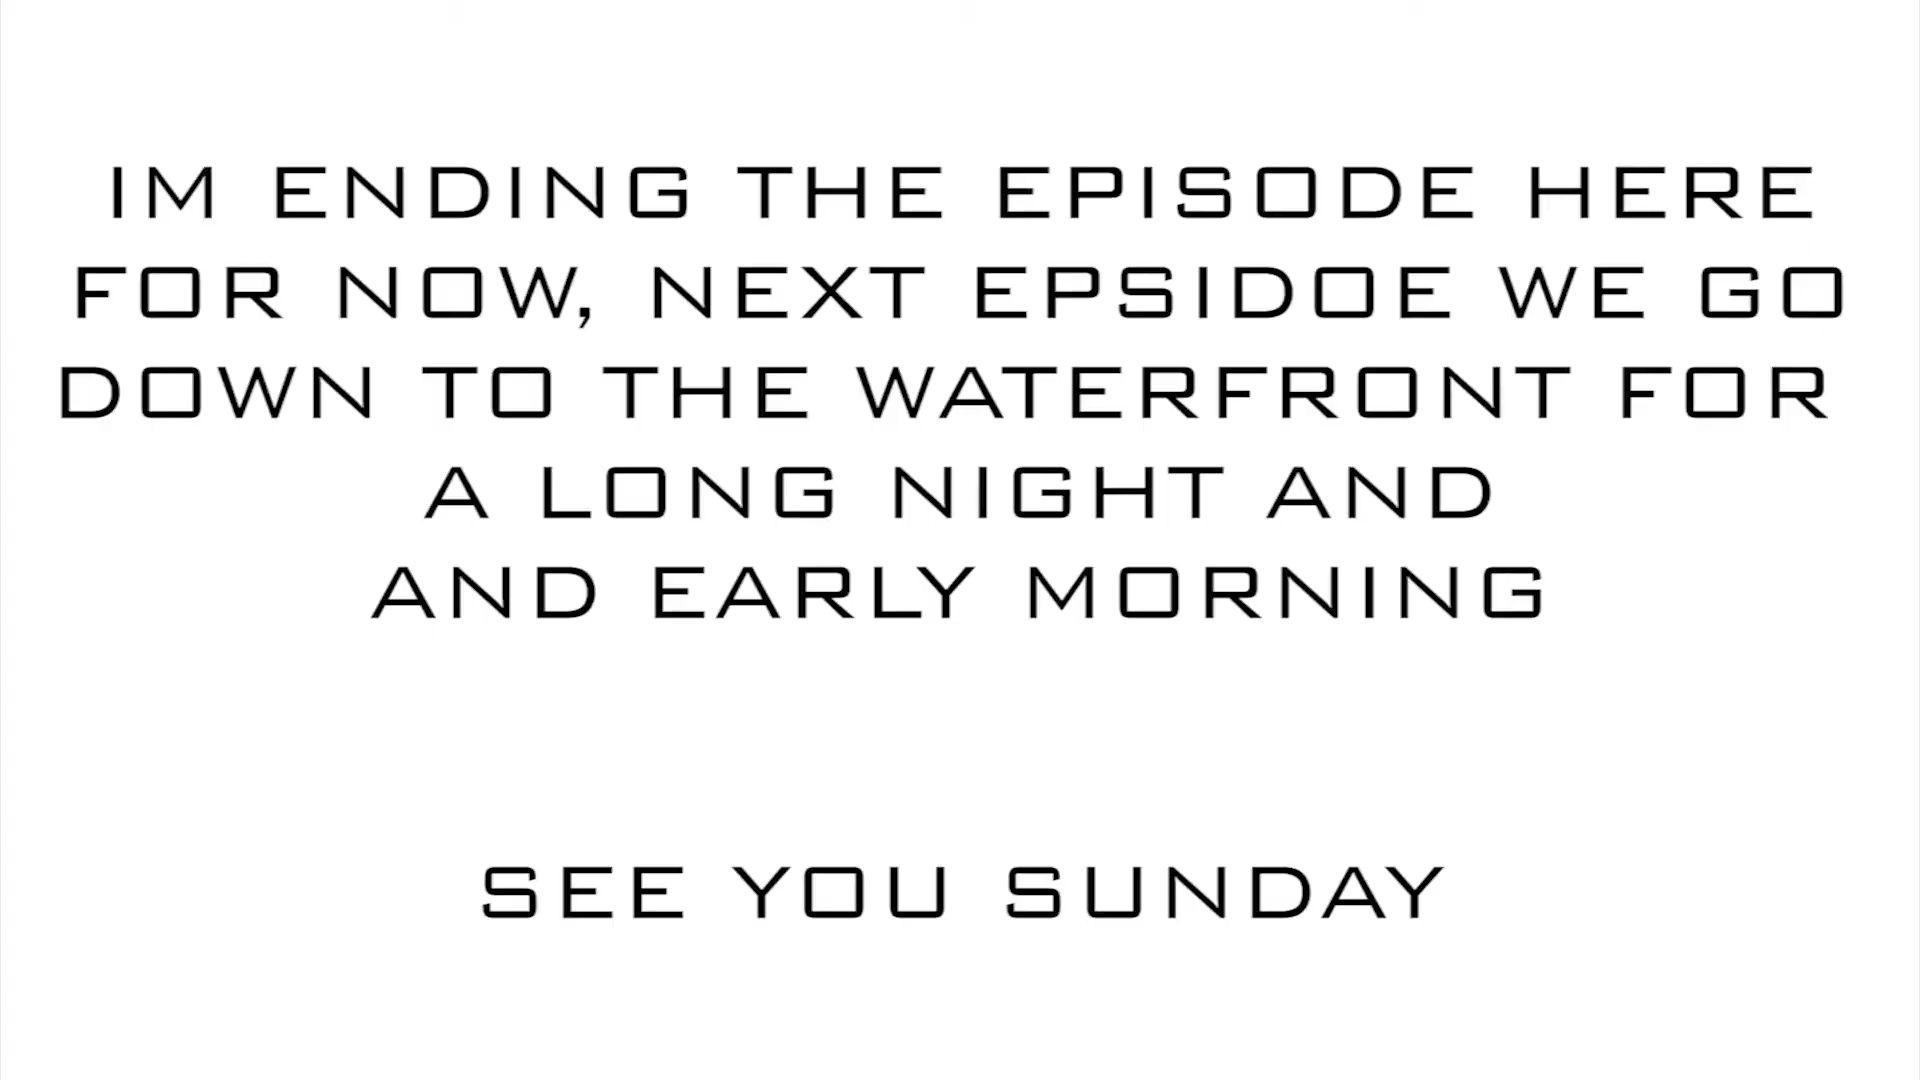 IM ENDING THE EPISODE HERE
FOR NOW, NEXT EPSIDOE WE GO
DOWN TO THE WATERFRONT FOR
A LONG NIGHT AND
AND EARLY MORNING
SEE YOU SUNDAY